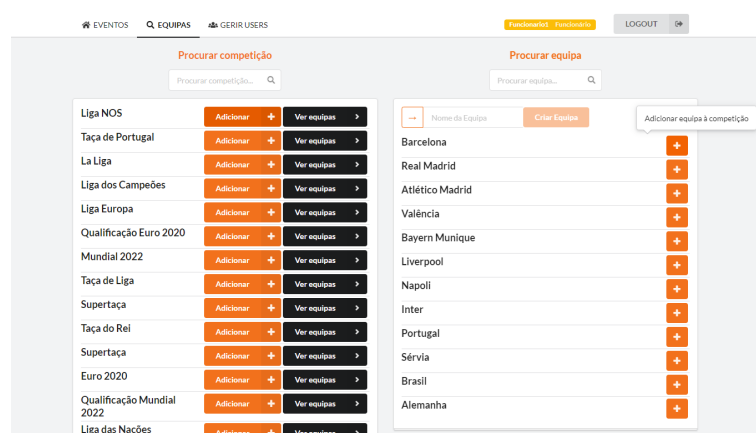 EVENTOS EQUIPAS GERIR USERS Funcionario1 Funcionário LOGOUT
Procurar competição
Procurar competição...
Liga NOS Adicionar Ver equipas
Taça de Portugal Adicionar Ver equipas
La Liga Adicionar Ver equipas
Liga dos Campeões Adicionar Ver equipas
Liga Europa Adicionar Ver equipas
Qualificação Euro 2020 Adicionar Ver equipas
Mundial 2022 Adicionar Ver equipas
Taça de Liga Adicionar Ver equipas
Supertaça Adicionar Ver equipas
Taça do Rei Adicionar Ver equipas
Supertaça Adicionar Ver equipas
Euro 2020 Adicionar Ver equipas
Qualificação Mundial
2022 Adicionar Ver equipas
Liga das Nações Adicionar Ver equipas
Procurar equipa
Procurar equipa...
Nome da Equipa Criar Equipa
Adicionar equipa à competição
Barcelona
Real Madrid
Atlético Madrid
Valência
Bayern Munique
Liverpool
Napoli
Inter
Portugal
Sérvia
Brasil
Alemanha